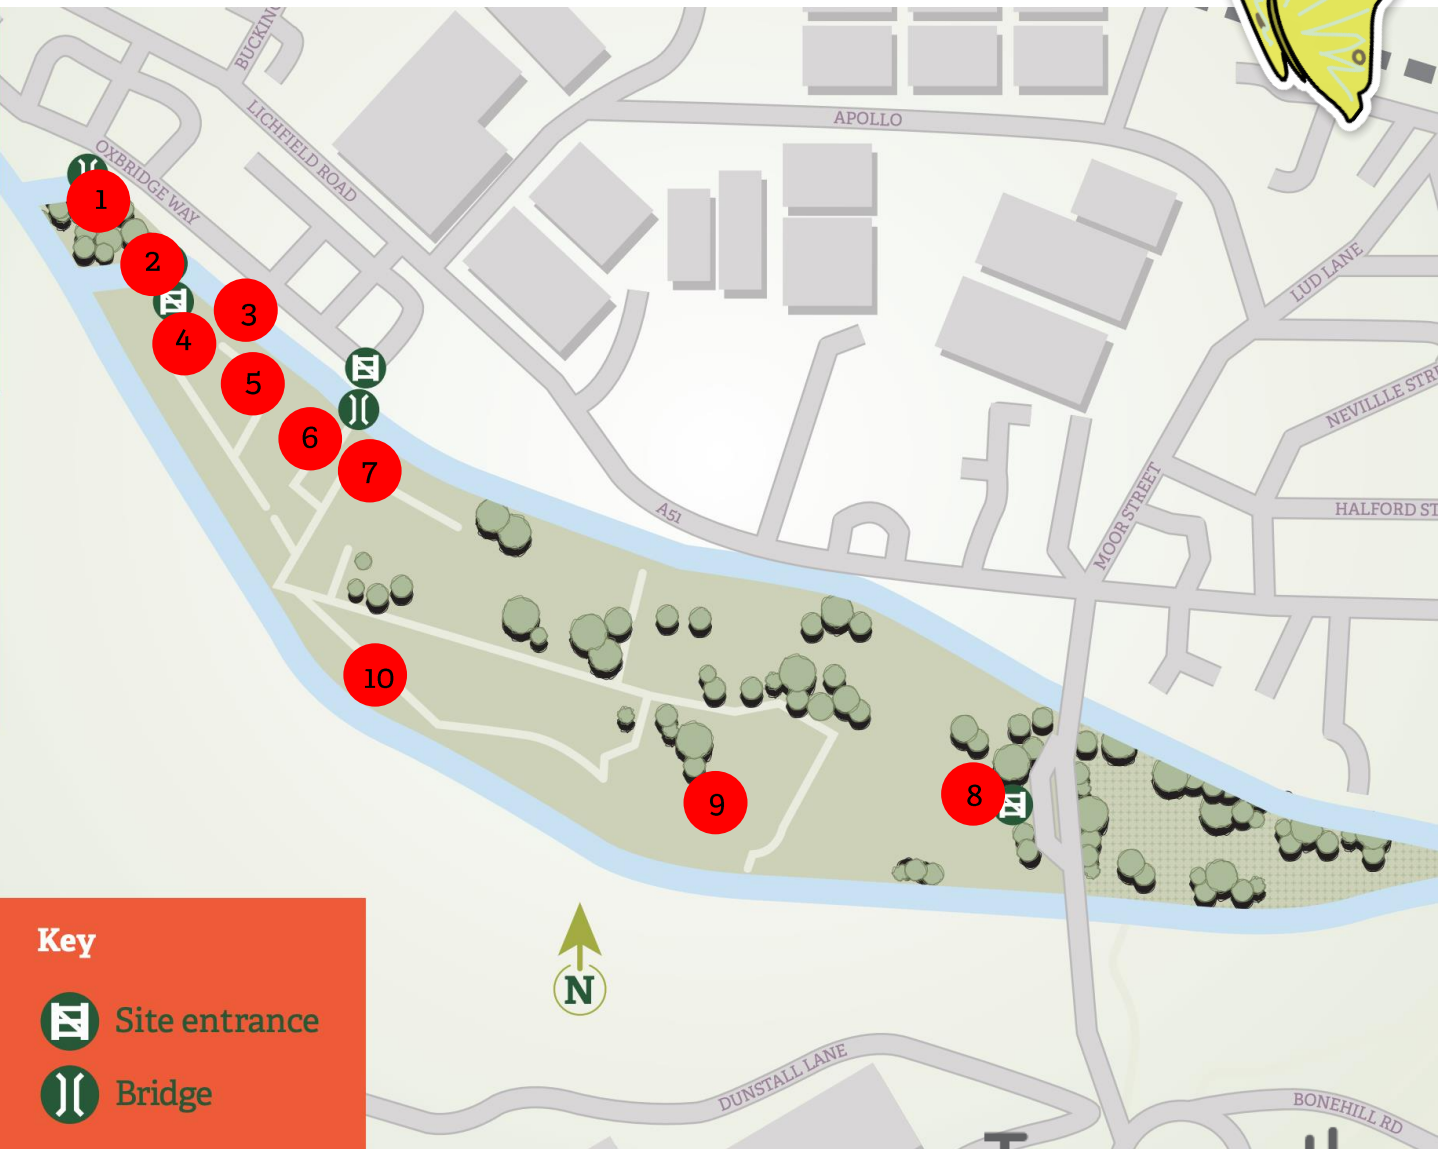 BUCKING
LICHFIELD ROAD
OXBRIDGE WAY
APOLLO
1
2
3
4
5
6
7
8
9
10
LUD LANE
NEVILLLE STRE
HALFORD ST
MOOR STREET
A51
N
Key
Site entrance
Bridge
DUNSTALL LANE
BONEHILL RD